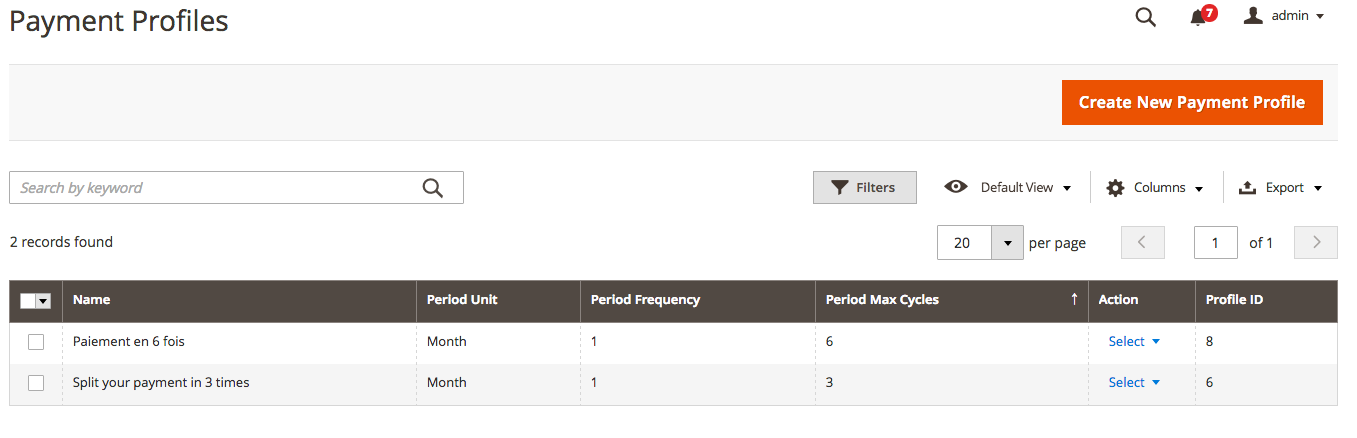 Payment Profiles
7
admin
Create New Payment Profile
Search by keyword
Filters
Default View
Columns
Export
2 records found
20
per page
1
of 1
Name Period Unit Period Frequency Period Max Cycles Action Profile ID
Paiement en 6 fois Month 1 6 Select 8
Split your payment in 3 times Month 1 3 Select 6